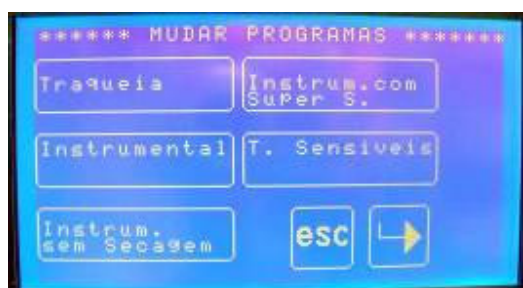 ****** MUDAR PROGRAMAS ******
Traqueia
Instrum.com
Super S.
Instrumental
T. Sensiveis
Instrum.
sem Secagem
esc